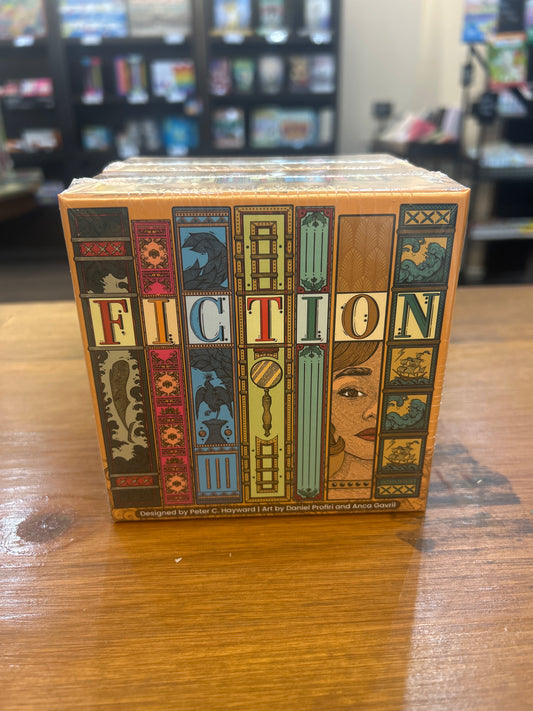 FICTION
Designed by Peter C. Hayward | Art by Daniel Profiri and Anca Gavril